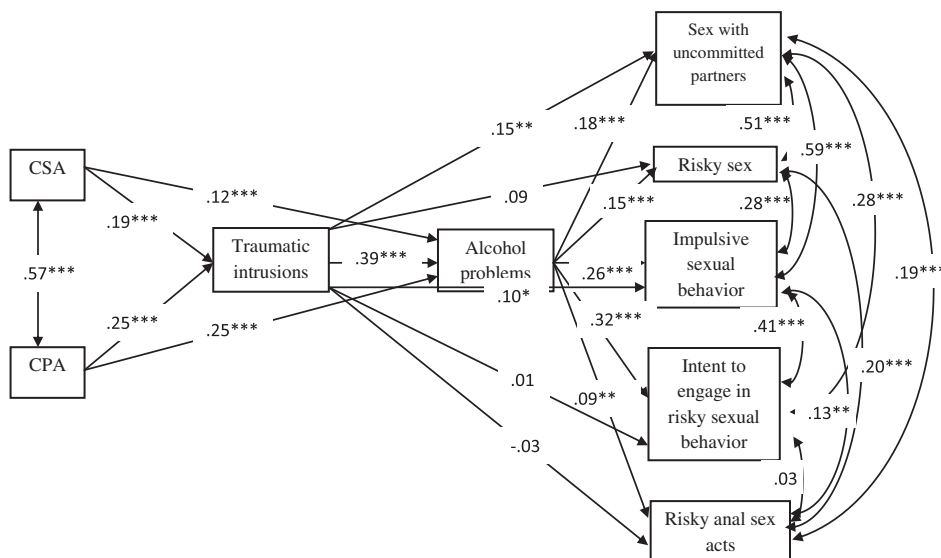 Sex with
uncommitted
partners
.15**
.18***
.51***
.59***
CSA
Risky sex
.12***
.09
.15***
.28***
.28***
.19***
Traumatic
intrusions
.39***
Alcohol
problems
Impulsive
sexual
behavior
.57***
.26***
.19***
.10*
.25***
.25***
.32***
.41***
CPA
Intent to
engage in
risky sexual
behavior
.01
.09**
.20***
.13**
-.03
.03
Risky anal sex
acts